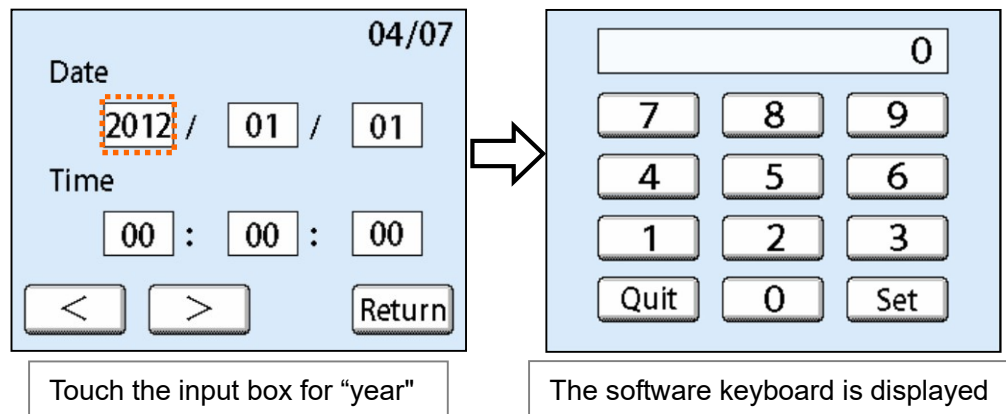 04/07
Date
2012 / 01 / 01
Time
00 : 00 : 00
< > Return
Touch the input box for “year"
0
7 8 9
4 5 6
1 2 3
Quit 0 Set
The software keyboard is displayed